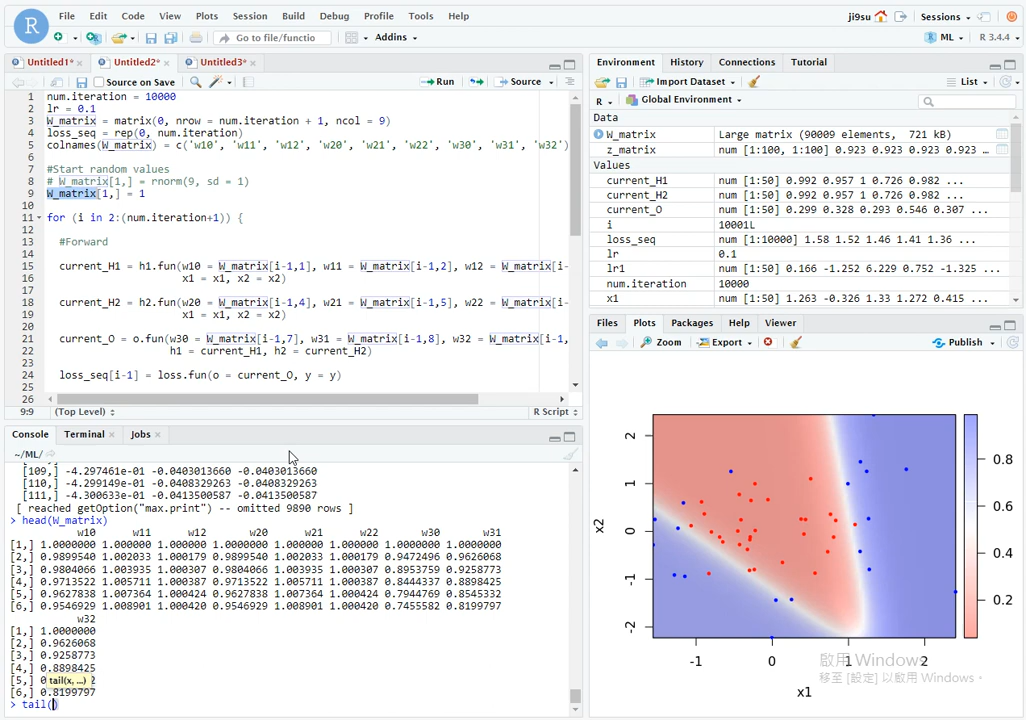 File Edit Code View Plots Session Build Debug Profile Tools Help
ji9su Sessions
R Go to file/functio Addins ML R 3.4.4
Untitled1* × Untitled2* × Untitled3* ×
Source on Save Run Source
1 num.iteration = 10000
2 lr = 0.1
3 W_matrix = matrix(0, nrow = num.iteration + 1, ncol = 9)
4 loss_seq = rep(0, num.iteration)
5 colnames(W_matrix) = c('w10', 'w11', 'w12', 'w20', 'w21', 'w22', 'w30', 'w31', 'w32')
6
7 #Start random values
8 # W_matrix[1,] = rnorm(9, sd = 1)
9 W_matrix[1,] = 1
10
11 for (i in 2:(num.iteration+1)) {
12
13 #Forward
14
15 current_H1 = h1.fun(w10 = W_matrix[i-1,1], w11 = W_matrix[i-1,2], w12 = W_matrix[i-
16 x1 = x1, x2 = x2)
17
18 current_H2 = h2.fun(w20 = W_matrix[i-1,4], w21 = W_matrix[i-1,5], w22 = W_matrix[i-
19 x1 = x1, x2 = x2)
20
21 current_O = o.fun(w30 = W_matrix[i-1,7], w31 = W_matrix[i-1,8], w32 = W_matrix[i-1,
22 h1 = current_H1, h2 = current_H2)
23
24 loss_seq[i-1] = loss.fun(o = current_O, y = y)
25
26
9:9 (Top Level) R Script
Console Terminal × Jobs ×
~/ML/
[109,] -4.297461e-01 -0.0403013660 -0.0403013660
[110,] -4.299149e-01 -0.0408329263 -0.0408329263
[111,] -4.300633e-01 -0.0413500587 -0.0413500587
[ reached getOption("max.print") -- omitted 9890 rows ]
> head(W_matrix)
w10 w11 w12 w20 w21 w22 w30 w31
[1,] 1.0000000 1.000000 1.000000 1.0000000 1.000000 1.000000 1.0000000 1.0000000
[2,] 0.9899540 1.002033 1.000179 0.9899540 1.002033 1.000179 0.9472496 0.9626068
[3,] 0.9804066 1.003935 1.000307 0.9804066 1.003935 1.000307 0.8953759 0.9258773
[4,] 0.9713522 1.005711 1.000387 0.9713522 1.005711 1.000387 0.8444337 0.8898425
[5,] 0.9627838 1.007364 1.000424 0.9627838 1.007364 1.000424 0.7944769 0.8545332
[6,] 0.9546929 1.008901 1.000420 0.9546929 1.008901 1.000420 0.7455582 0.8199797
w32
[1,] 1.0000000
[2,] 0.9626068
[3,] 0.9258773
[4,] 0.8898425
[5,] 0 tail(x, ...) 2
[6,] 0.8199797
> tail()
Environment History Connections Tutorial
Import Dataset List
R Global Environment
Data
W_matrix Large matrix (90009 elements, 721 kB)
z_matrix num [1:100, 1:100] 0.923 0.923 0.923 0.923 …
Values
current_H1 num [1:50] 0.992 0.957 1 0.726 0.982 ...
current_H2 num [1:50] 0.992 0.957 1 0.726 0.982 ...
current_O num [1:50] 0.299 0.328 0.293 0.546 0.307 ...
i 10001L
loss_seq num [1:10000] 1.58 1.52 1.46 1.41 1.36 ...
lr 0.1
lr1 num [1:50] 0.166 -1.252 6.229 0.752 -1.325 ...
num.iteration 10000
x1 num [1:50] 1.263 -0.326 1.33 1.272 0.415 ...
Files Plots Packages Help Viewer
Zoom Export Publish
2
1
0
-1
-2
x2
-1 0 1 2
x1
0.8
0.6
0.4
0.2
啟用 Windows
移至 [設定] 以啟用 Windows。